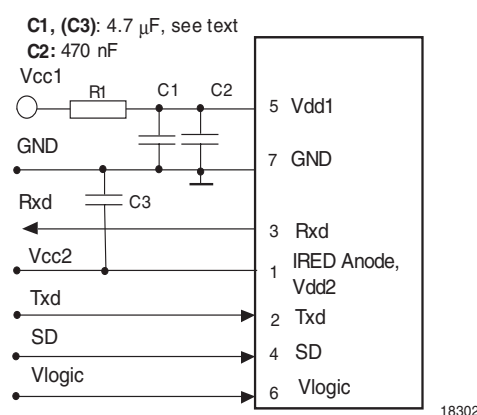 C1, (C3): 4.7 μF, see text
C2: 470 nF
Vcc1
R1
C1
C2
5 Vdd1
GND
7 GND
Rxd
C3
3 Rxd
Vcc2
1 IRED Anode,
Vdd2
Txd
2 Txd
SD
4 SD
Vlogic
6 Vlogic
18302